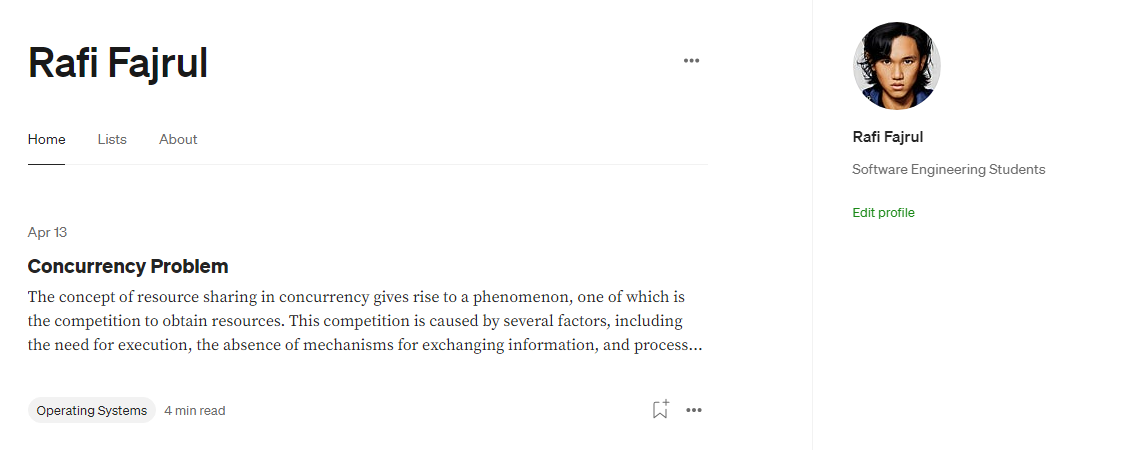 Rafi Fajrul
Home Lists About
Apr 13
Concurrency Problem
The concept of resource sharing in concurrency gives rise to a phenomenon, one of which is
the competition to obtain resources. This competition is caused by several factors, including
the need for execution, the absence of mechanisms for exchanging information, and process...
Operating Systems 4 min read
Rafi Fajrul
Software Engineering Students
Edit profile